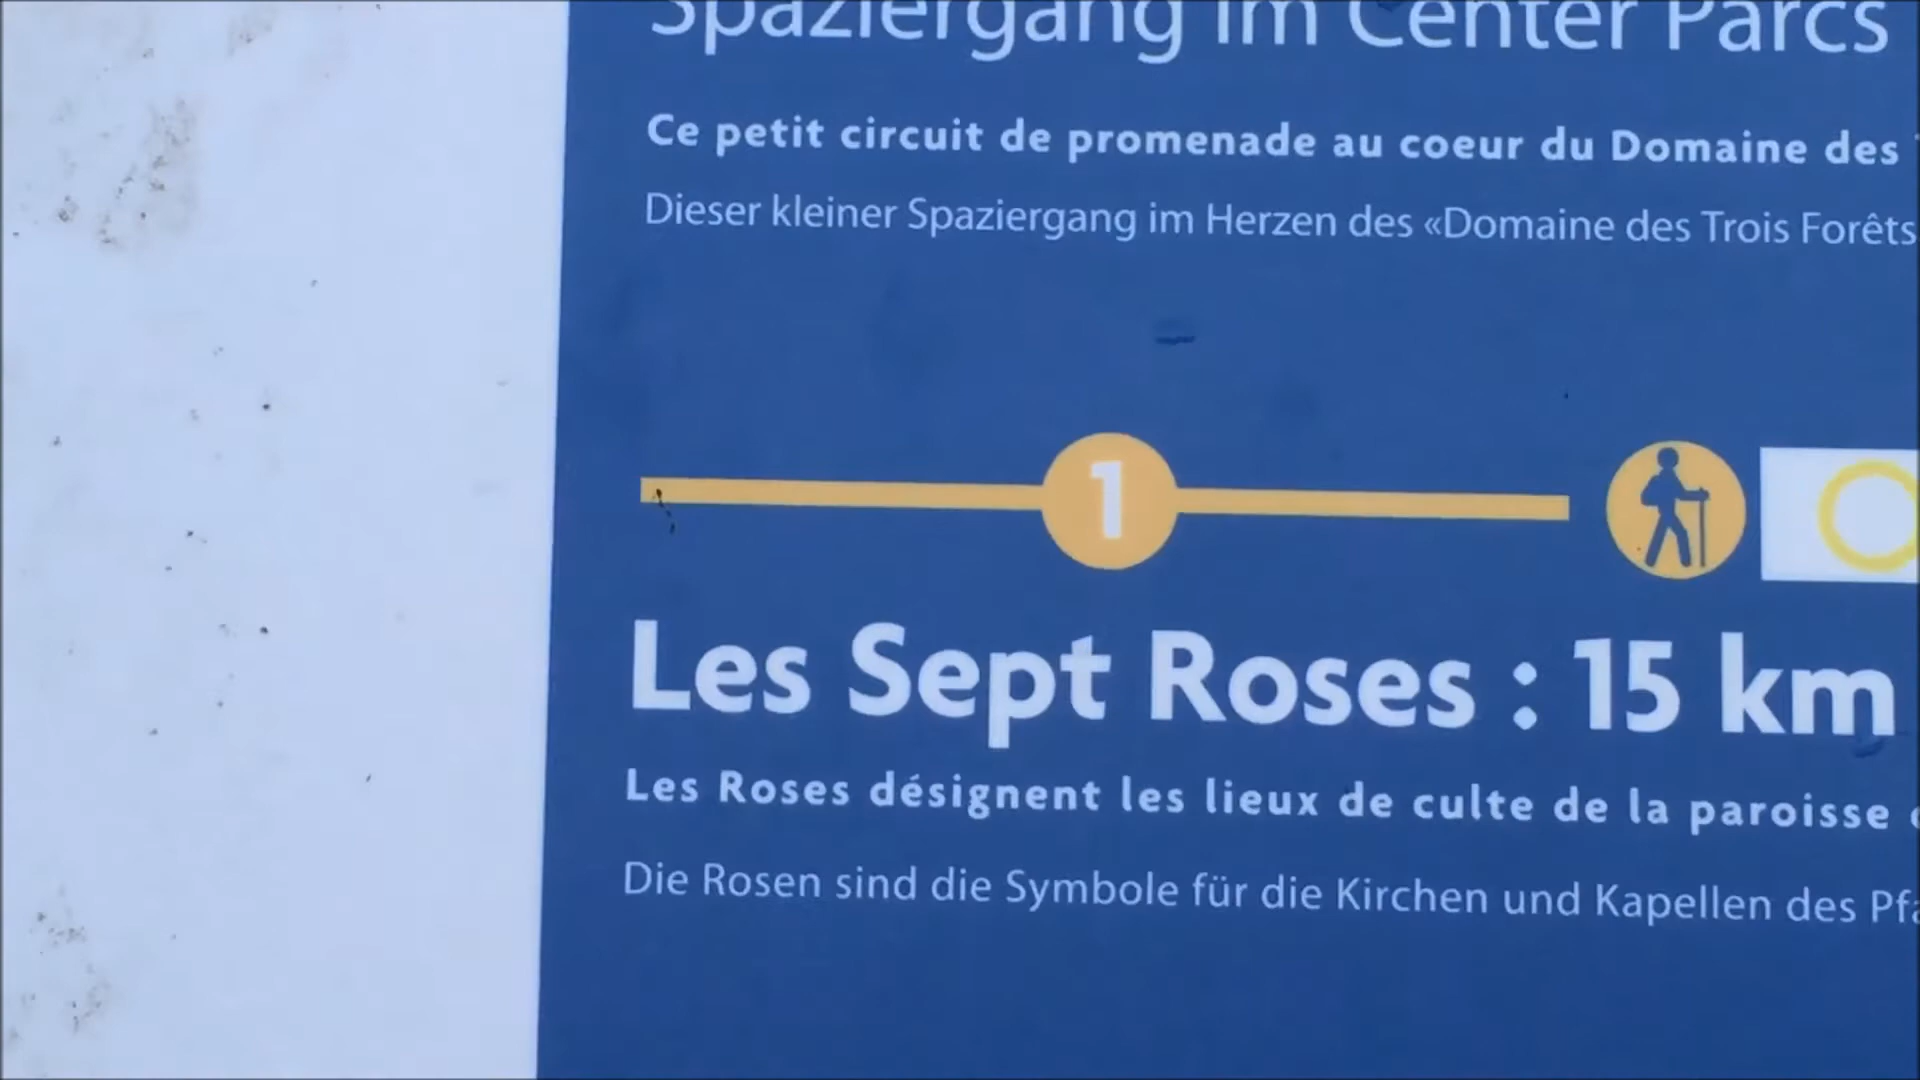 Spaziergang im Center Parcs
Ce petit circuit de promenade au coeur du Domaine des
Dieser kleiner Spaziergang im Herzen des «Domaine des Trois Forêts
1
Les Sept Roses : 15 km
Les Roses désignent les lieux de culte de la paroisse
Die Rosen sind die Symbole für die Kirchen und Kapellen des